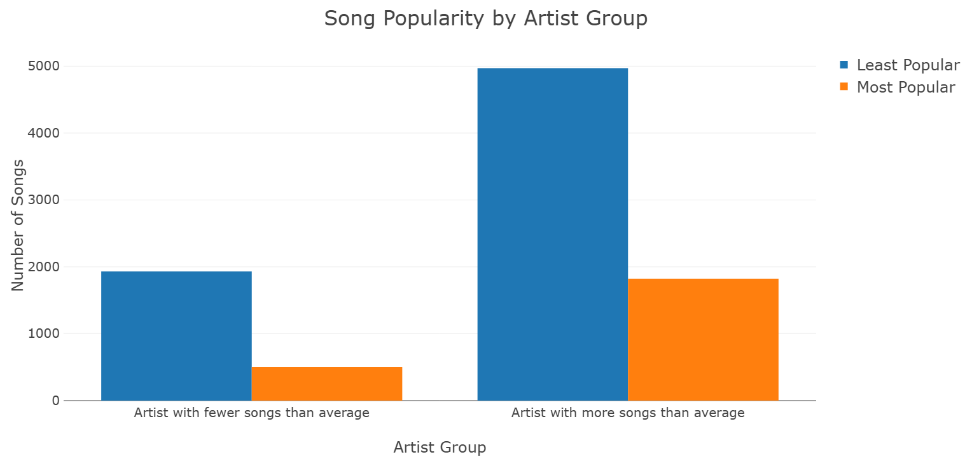 Song Popularity by Artist Group
Least Popular
Most Popular
Number of Songs
5000
4000
3000
2000
1000
0
Artist with fewer songs than average
Artist with more songs than average
Artist Group